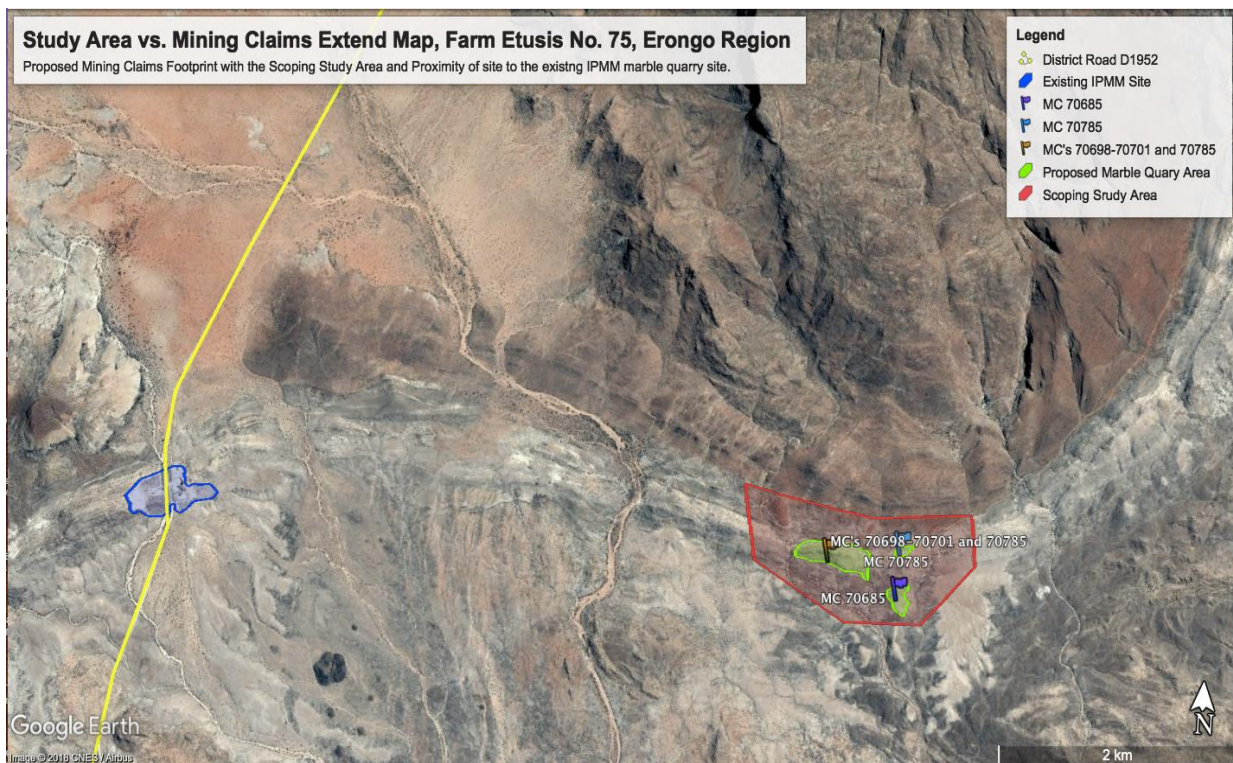 Study Area vs. Mining Claims Extend Map, Farm Etusis No. 75, Erongo Region
Proposed Mining Claims Footprint with the Scoping Study Area and Proximity of site to the existng IPMM marble quarry site.
Legend
District Road D1952
Existing IPMM Site
MC 70685
MC 70785
MC's 70698-70701 and 70785
Proposed Marble Quary Area
Scoping Srudy Area
MC's 70698-70701 and 70785
MC 70785
MC 70685
Google Earth
Image © 2018 CNES / Airbus
N
2 km